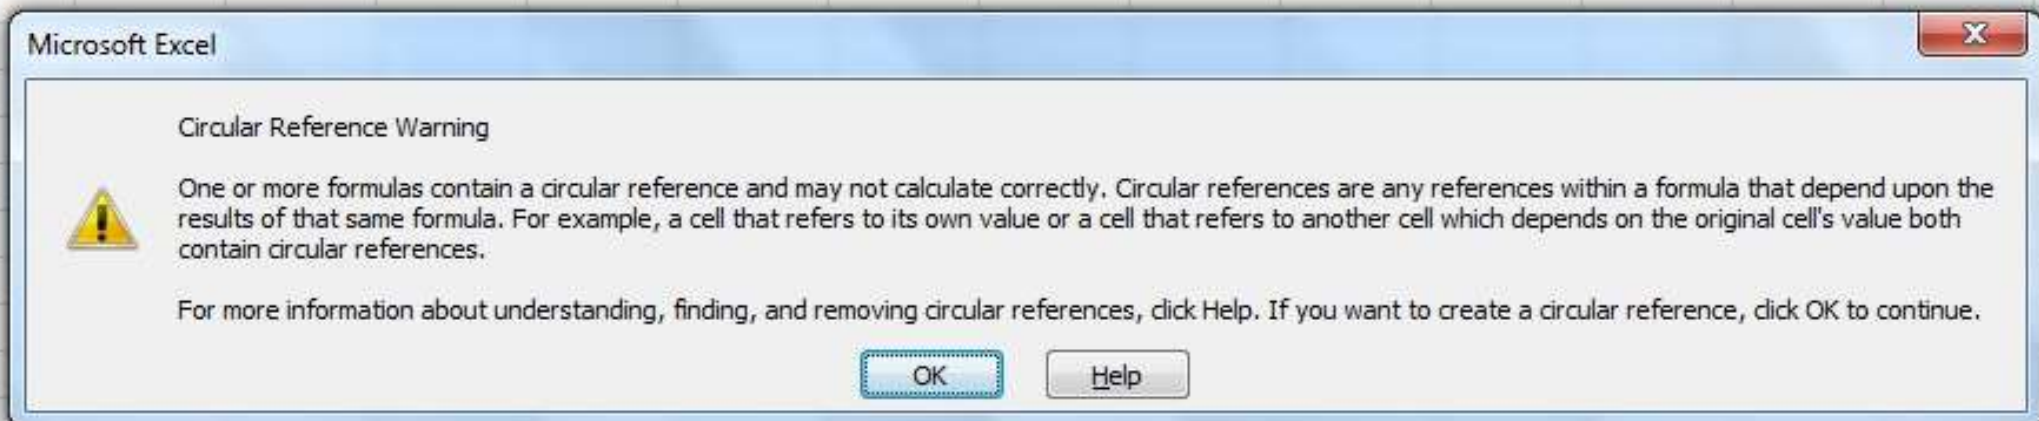 Microsoft Excel
Circular Reference Warning
One or more formulas contain a circular reference and may not calculate correctly. Circular references are any references within a formula that depend upon the
results of that same formula. For example, a cell that refers to its own value or a cell that refers to another cell which depends on the original cell's value both
contain circular references.
For more information about understanding, finding, and removing circular references, click Help. If you want to create a circular reference, click OK to continue.
OK
Help